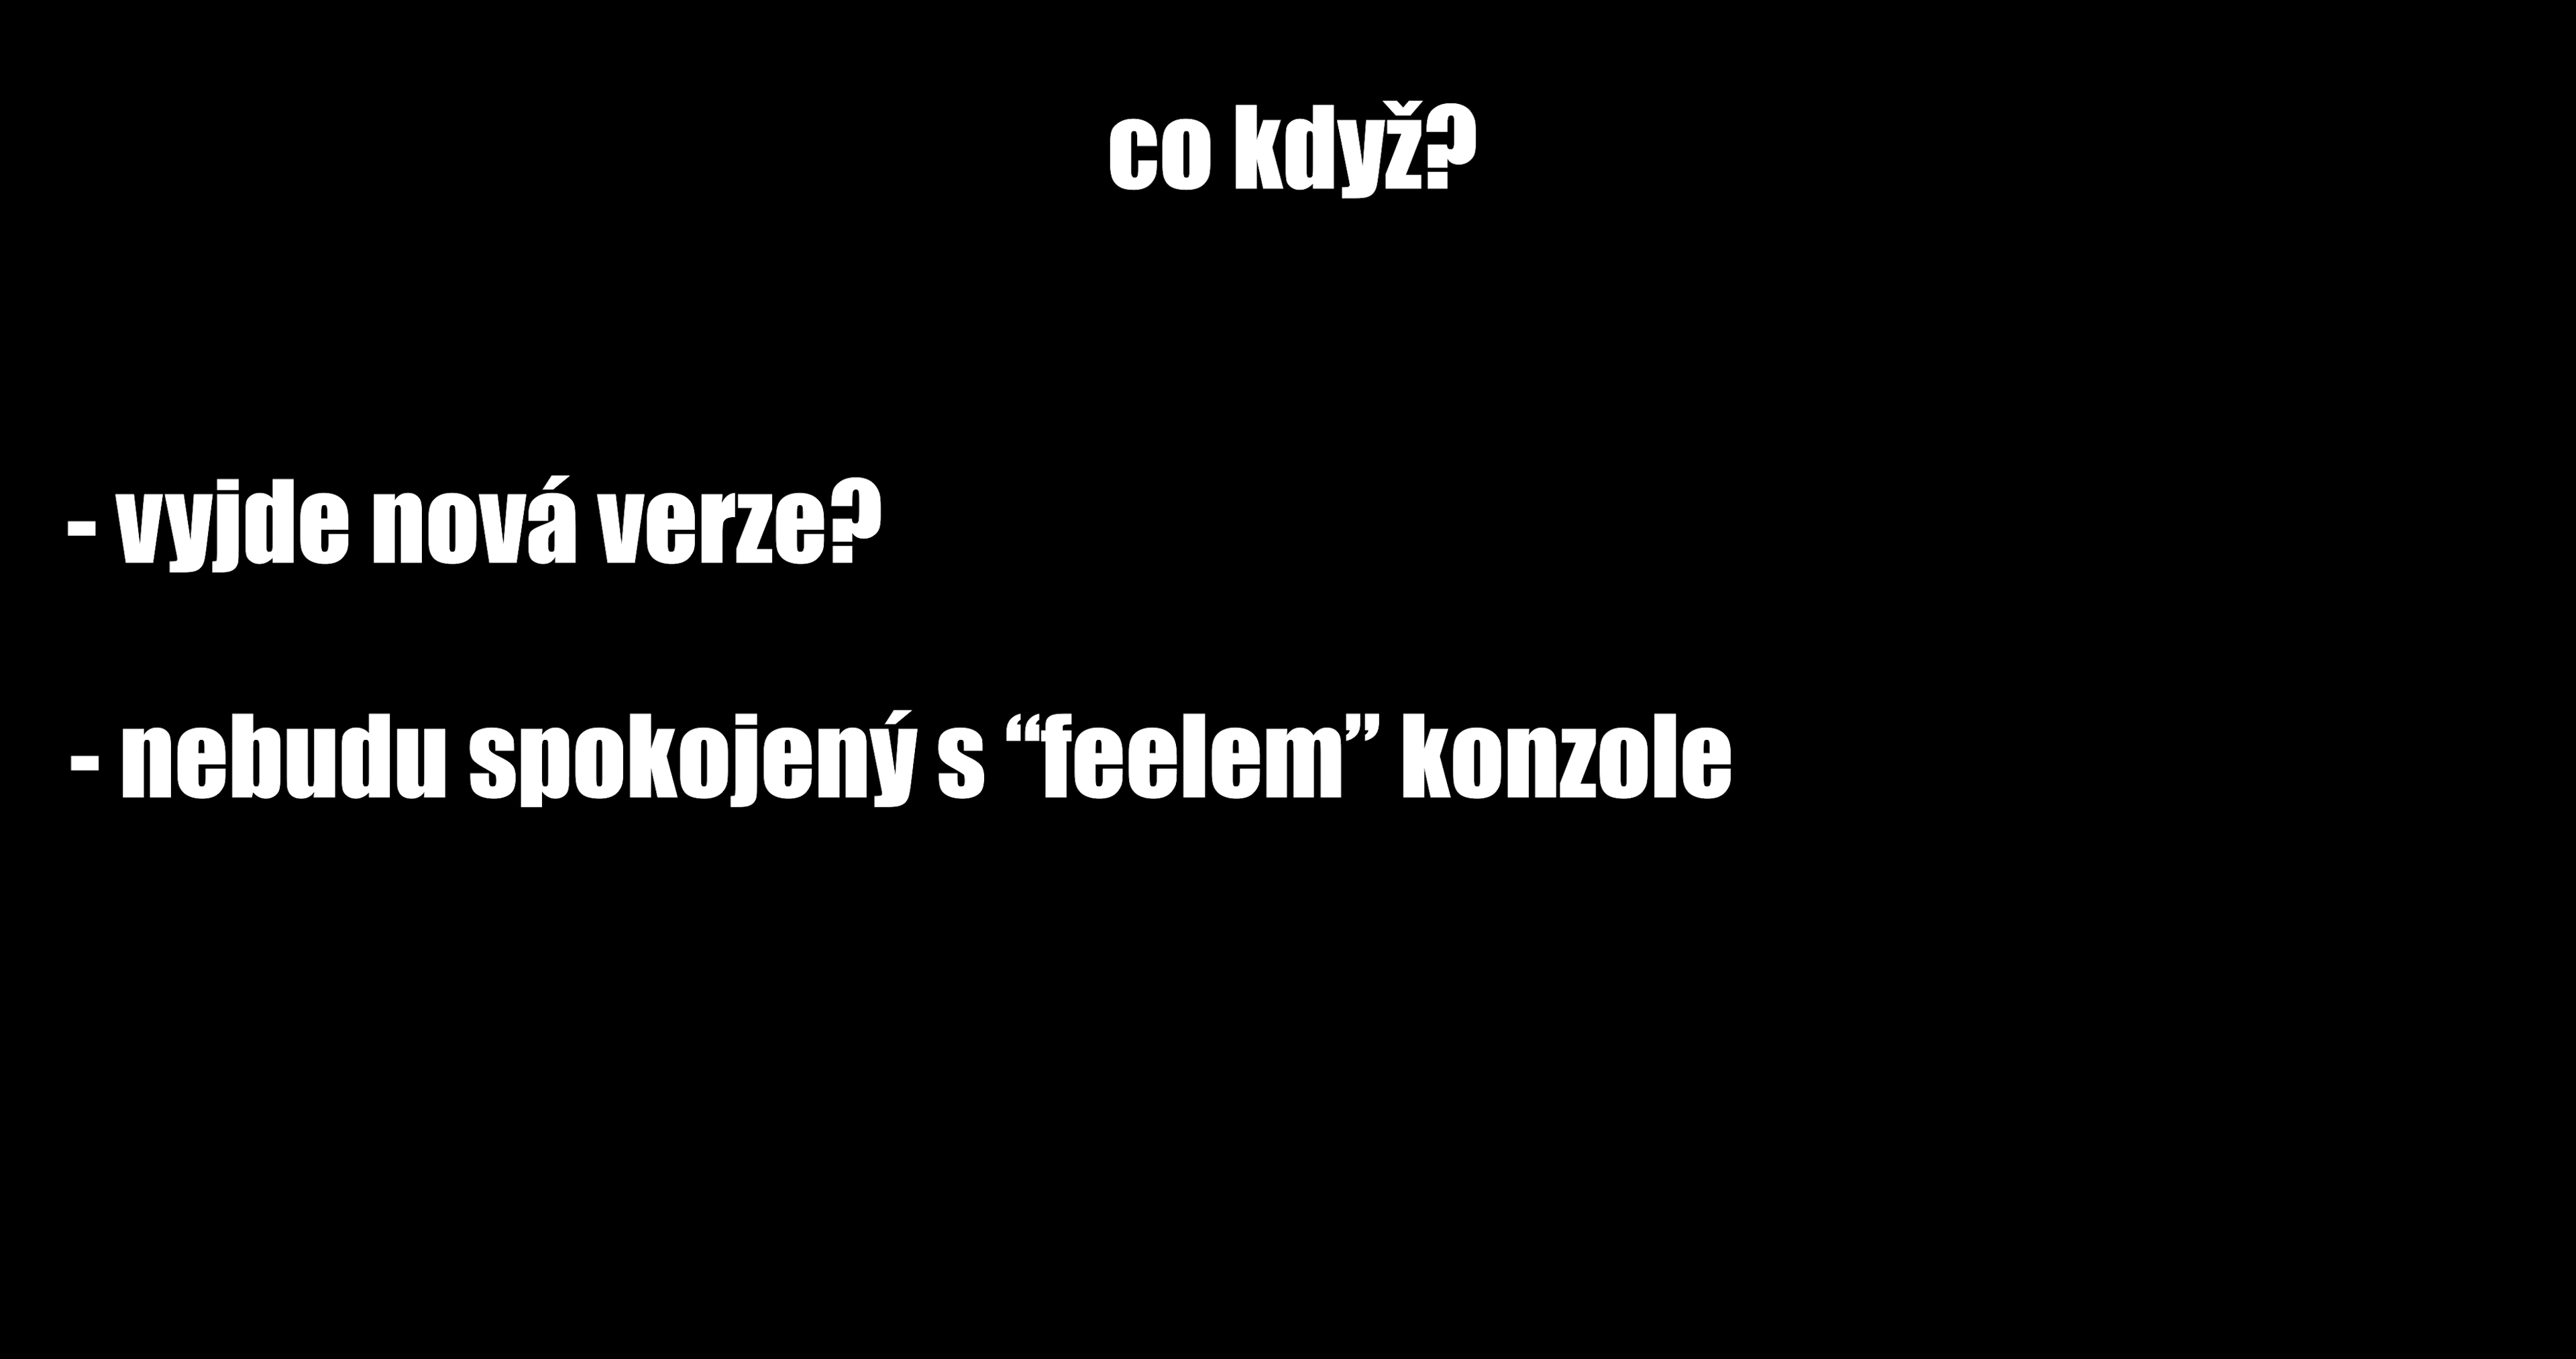 co když?
- vyjde nová verze?
- nebudu spokojený s “feelem” konzole